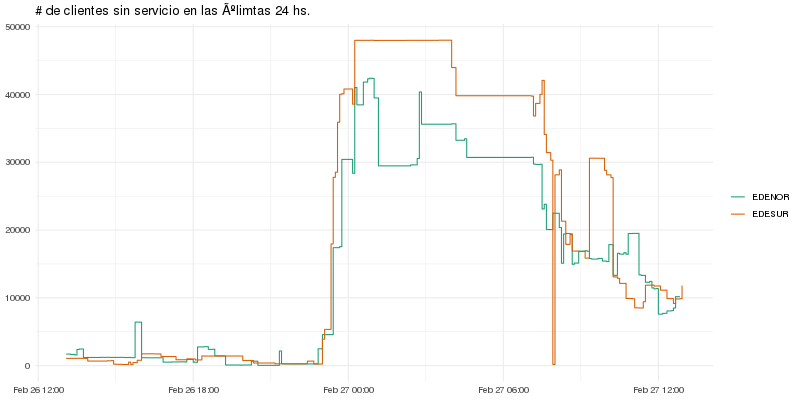 # de clientes sin servicio en las Ãºlimtas 24 hs.
50000
40000
30000
20000
10000
0
Feb 26 12:00
Feb 26 18:00
Feb 27 00:00
Feb 27 06:00
Feb 27 12:00
EDENOR
EDESUR